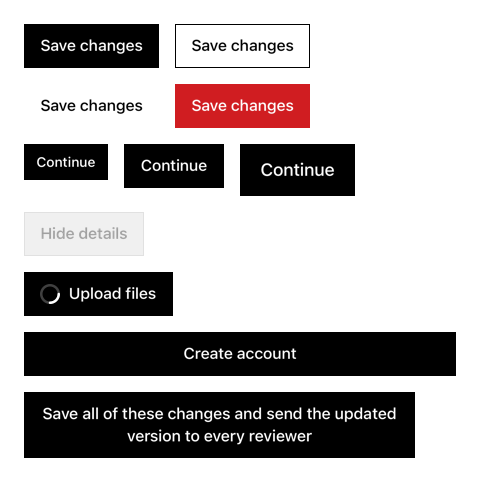 Save changes
Save changes
Save changes
Save changes
Continue
Continue
Continue
Hide details
Upload files
Create account
Save all of these changes and send the updated
version to every reviewer